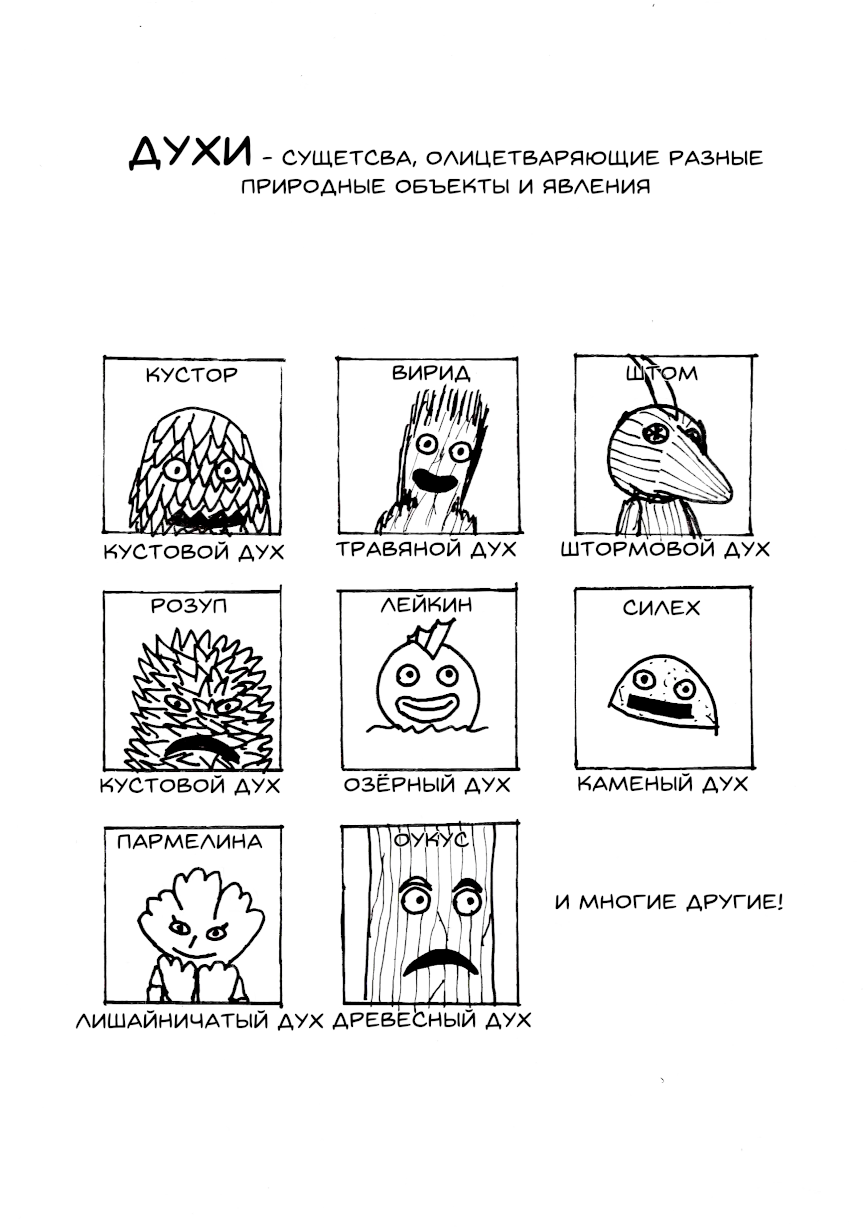 ДУХИ - СУЩЕТСВА, ОЛИЦЕТВАРЯЮЩИЕ РАЗНЫЕ
ПРИРОДНЫЕ ОБЪЕКТЫ И ЯВЛЕНИЯ
КУСТОР
КУСТОВОЙ ДУХ
ВИРИД
ТРАВЯНОЙ ДУХ
ШТОМ
ШТОРМОВОЙ ДУХ
РОЗУП
КУСТОВОЙ ДУХ
ЛЕЙКИН
ОЗЁРНЫЙ ДУХ
СИЛЕХ
КАМЕНЫЙ ДУХ
ПАРМЕЛИНА
ЛИШАЙНИЧАТЫЙ ДУХ
ОУКУС
ДРЕВЕСНЫЙ ДУХ
И МНОГИЕ ДРУГИЕ!